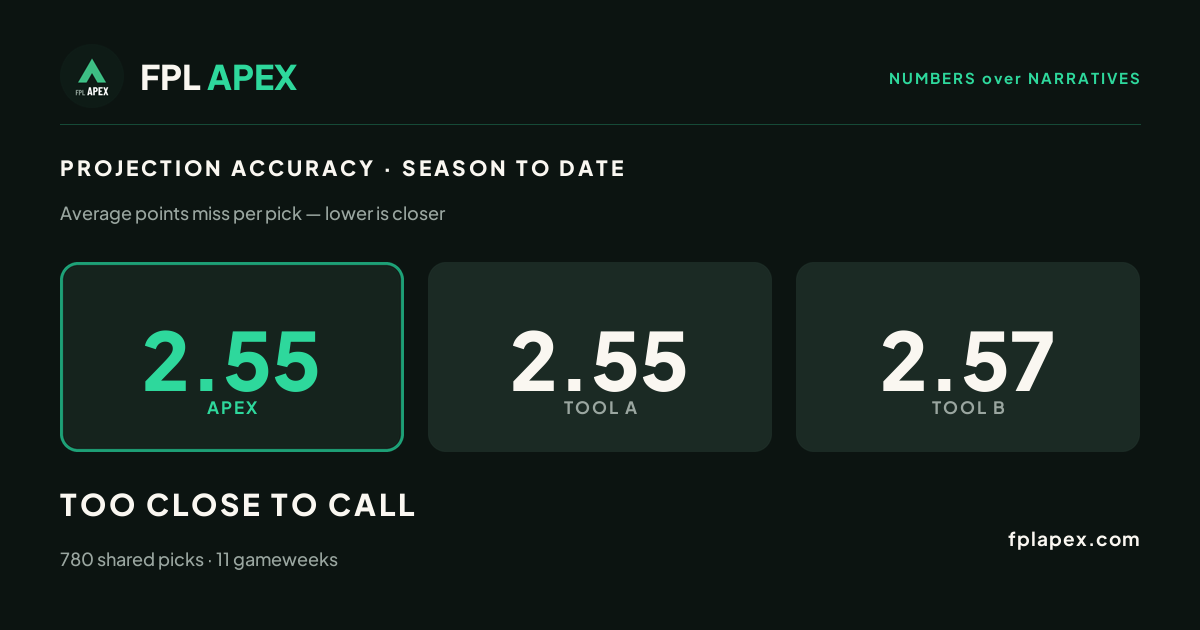 FPL APEX
FPL APEX
NUMBERS over NARRATIVES
PROJECTION ACCURACY · SEASON TO DATE
Average points miss per pick — lower is closer
2.55
APEX
2.55
TOOL A
2.57
TOOL B
TOO CLOSE TO CALL
780 shared picks · 11 gameweeks
fplapex.com